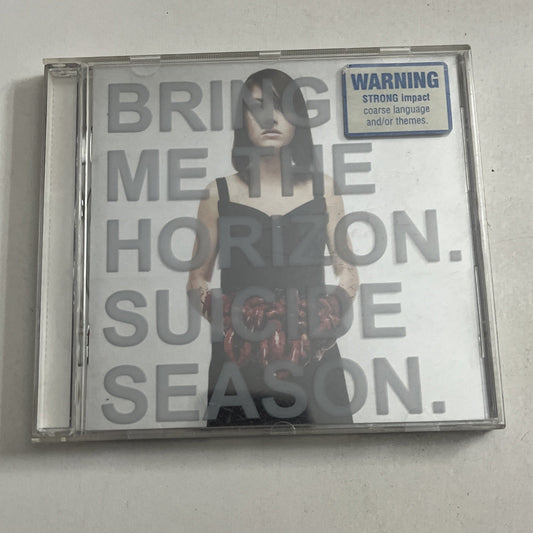 BRING
ME THE
HORIZON.
SUICIDE
SEASON.
WARNING
STRONG impact
coarse language
and/or themes.